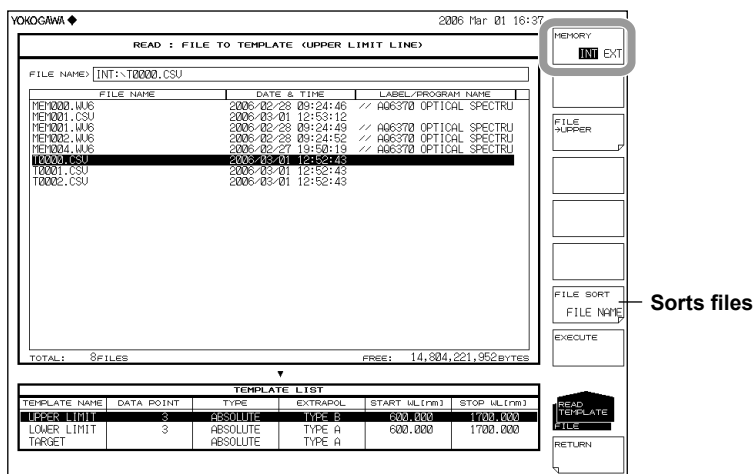 YOKOGAWA ◆ 2006 Mar 01 16:37
READ : FILE TO TEMPLATE (UPPER LIMIT LINE)
MEMORY
INT EXT
FILE NAME> INT:\T0000.CSV
FILE NAME DATE & TIME LABEL/PROGRAM NAME
MEM000.WV6 2006/02/28 09:24:46 // AQ6370 OPTICAL SPECTRU
MEM001.CSV 2006/03/01 12:53:12
MEM001.WV6 2006/02/28 09:24:49 // AQ6370 OPTICAL SPECTRU
MEM002.WV6 2006/02/28 09:24:52 // AQ6370 OPTICAL SPECTRU
MEM004.WV6 2006/02/27 19:50:19 // AQ6370 OPTICAL SPECTRU
T0000.CSV 2006/03/01 12:52:43
T0001.CSV 2006/03/01 12:52:43
T0002.CSV 2006/03/01 12:52:43
FILE
→UPPER
FILE SORT
FILE NAME
Sorts files
EXECUTE
TOTAL: 8FILES FREE: 14,804,221,952BYTES
▼
TEMPLATE LIST
TEMPLATE NAME DATA POINT TYPE EXTRAPOL START WL[nm] STOP WL[nm]
UPPER LIMIT 3 ABSOLUTE TYPE B 600.000 1700.000
LOWER LIMIT 3 ABSOLUTE TYPE A 600.000 1700.000
TARGET ABSOLUTE TYPE A
READ
TEMPLATE
FILE
RETURN